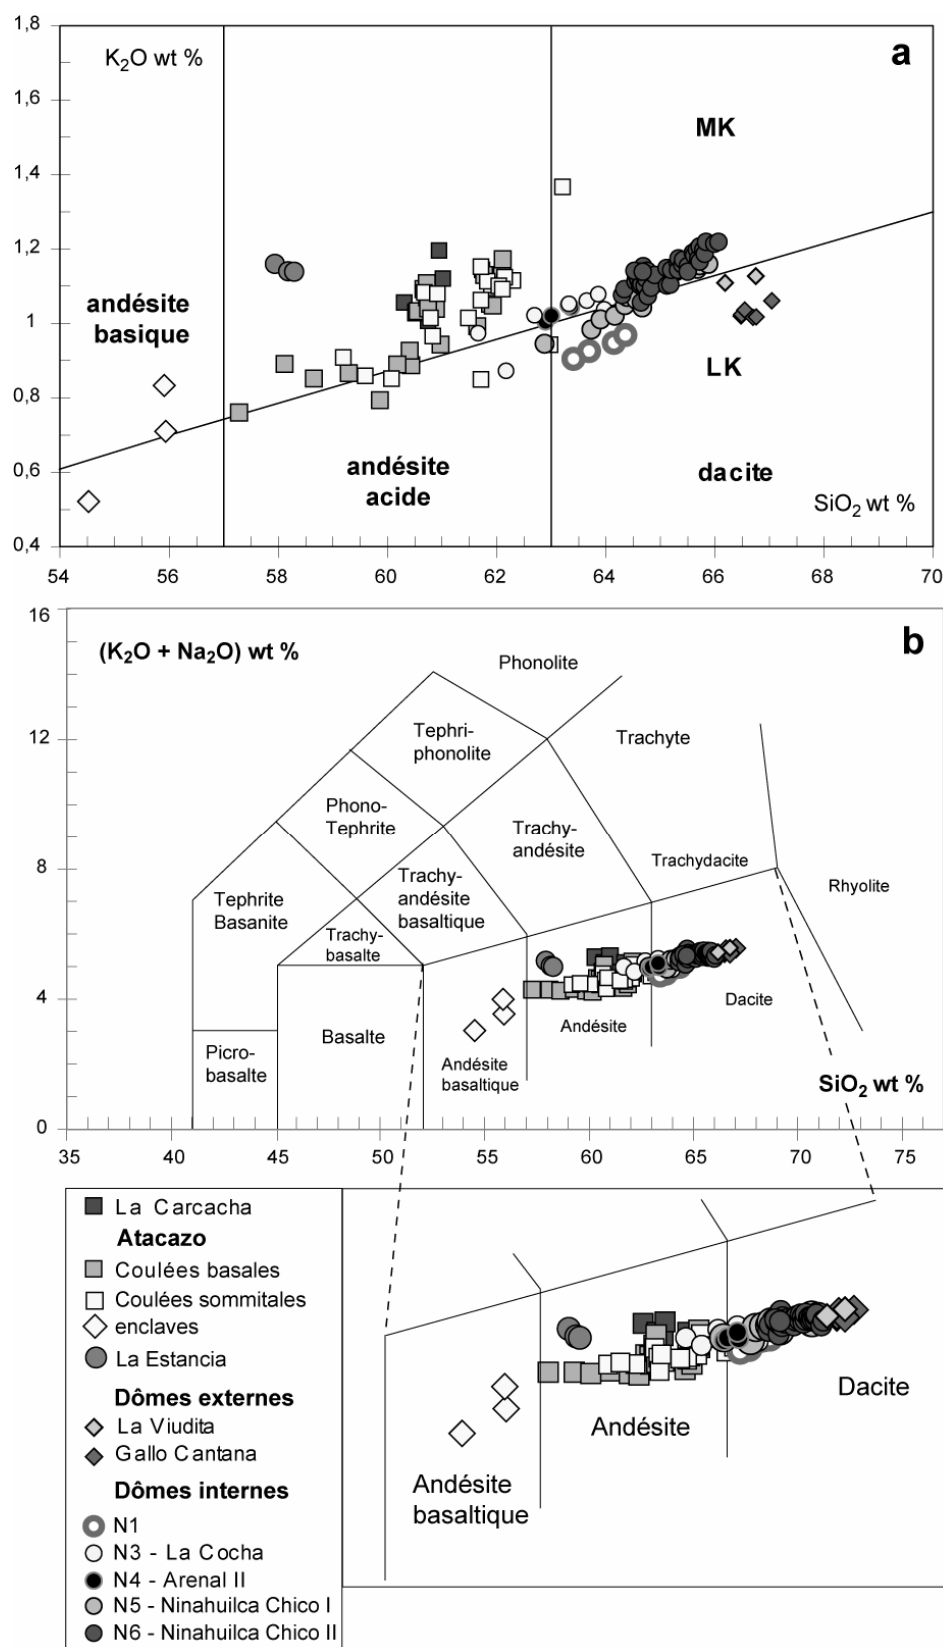 1,8
K2O wt %
a
1,6
MK
1,4
1,2
andésite
basique
1
LK
0,8
andésite
acide
dacite
0,6
SiO2 wt %
0,4
54 56 58 60 62 64 66 68 70
16
(K2O + Na2O) wt %
b
Phonolite
Tephri-
phonolite
Trachyte
12
Phono-
Tephrite
Trachy-
andésite
Trachydacite
8
Trachy-
andésite
basaltique
Rhyolite
Tephrite
Basanite
Trachy-
basalte
4
Dacite
Andésite
Basalte
Picro-
basalte
Andésite
basaltique
SiO2 wt %
0
35 40 45 50 55 60 65 70 75
La Carcacha
Atacazo
Coulées basales
Coulées sommitales
enclaves
La Estancia
Dômes externes
La Viudita
Gallo Cantana
Dômes internes
N1
N3 - La Cocha
N4 - Arenal II
N5 - Ninahuilca Chico I
N6 - Ninahuilca Chico II
Dacite
Andésite
Andésite
basaltique